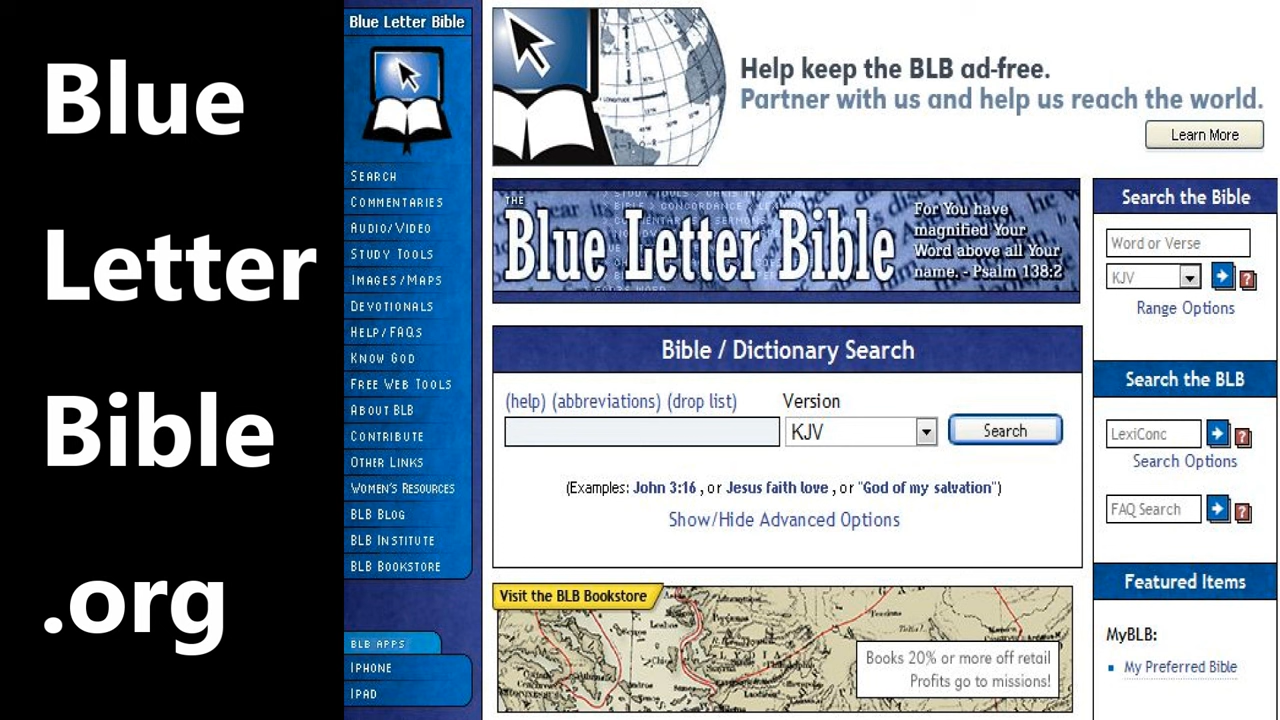 Blue
Letter
Bible
.org
Blue Letter Bible
SEARCH
COMMENTARIES
AUDIO/VIDEO
STUDY TOOLS
IMAGES/MAPS
DEVOTIONALS
HELP/FAQS
KNOW GOD
FREE WEB TOOLS
ABOUT BLB
CONTRIBUTE
OTHER LINKS
WOMEN'S RESOURCES
BLB BLOG
BLB INSTITUTE
BLB BOOKSTORE
BLB APPS
IPHONE
IPAD
Help keep the BLB ad-free.
Partner with us and help us reach the world.
Learn More
THE
Blue Letter Bible
For You have
magnified Your
Word above all Your
name. - Psalm 138:2
Bible / Dictionary Search
(help) (abbreviations) (drop list)
Version
KJV
Search
(Examples: John 3:16 , or Jesus faith love , or "God of my salvation")
Show/Hide Advanced Options
Visit the BLB Bookstore
Books 20% or more off retail
Profits go to missions!
Search the Bible
Word or Verse
KJV
Range Options
Search the BLB
LexiConc
Search Options
FAQ Search
Featured Items
MyBLB:
My Preferred Bible